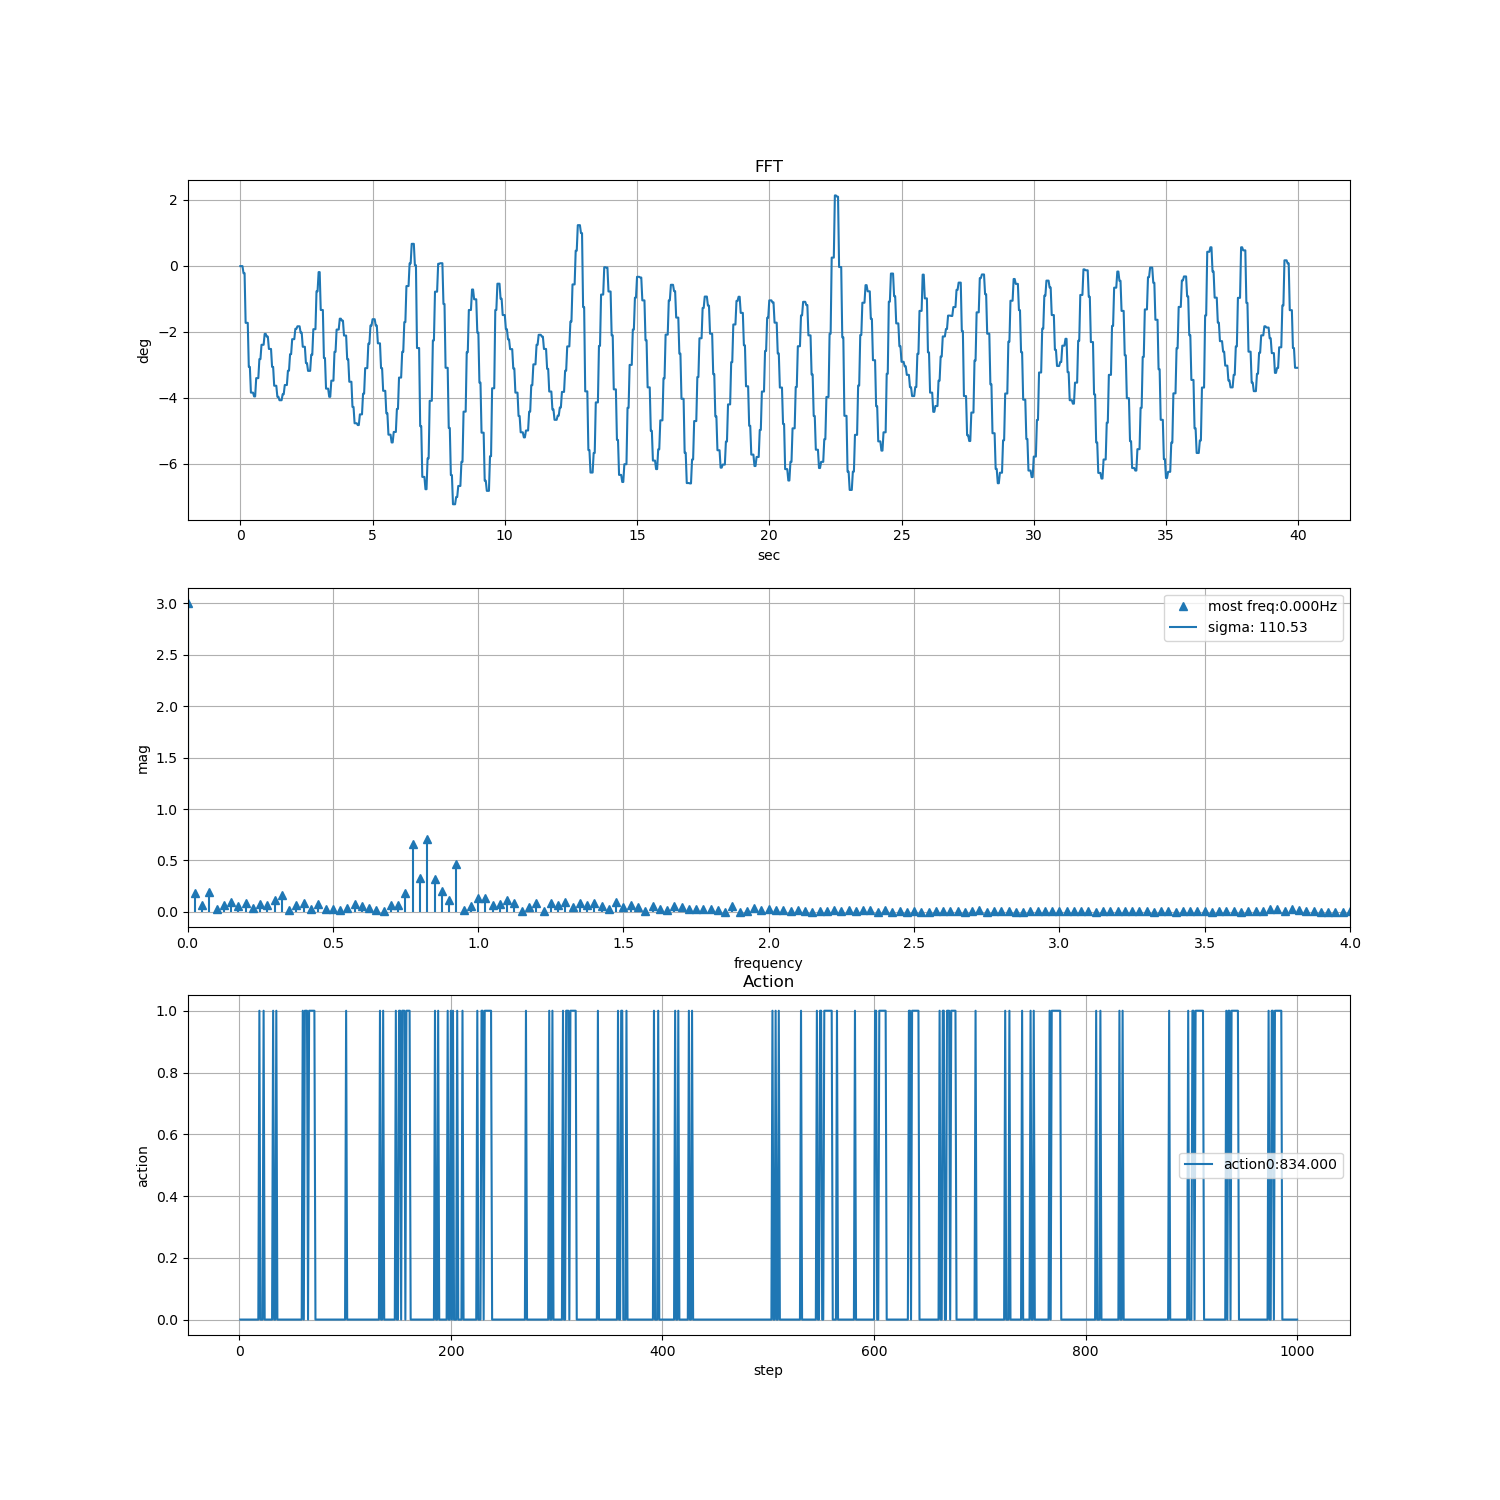 FFT
2
0
−2
−4
−6
deg
0 5 10 15 20 25 30 35 40
sec
3.0
2.5
2.0
1.5
1.0
0.5
0.0
mag
most freq:0.000Hz
sigma: 110.53
0.0 0.5 1.0 1.5 2.0 2.5 3.0 3.5 4.0
frequency
Action
1.0
0.8
0.6
0.4
0.2
0.0
action
action0:834.000
0 200 400 600 800 1000
step